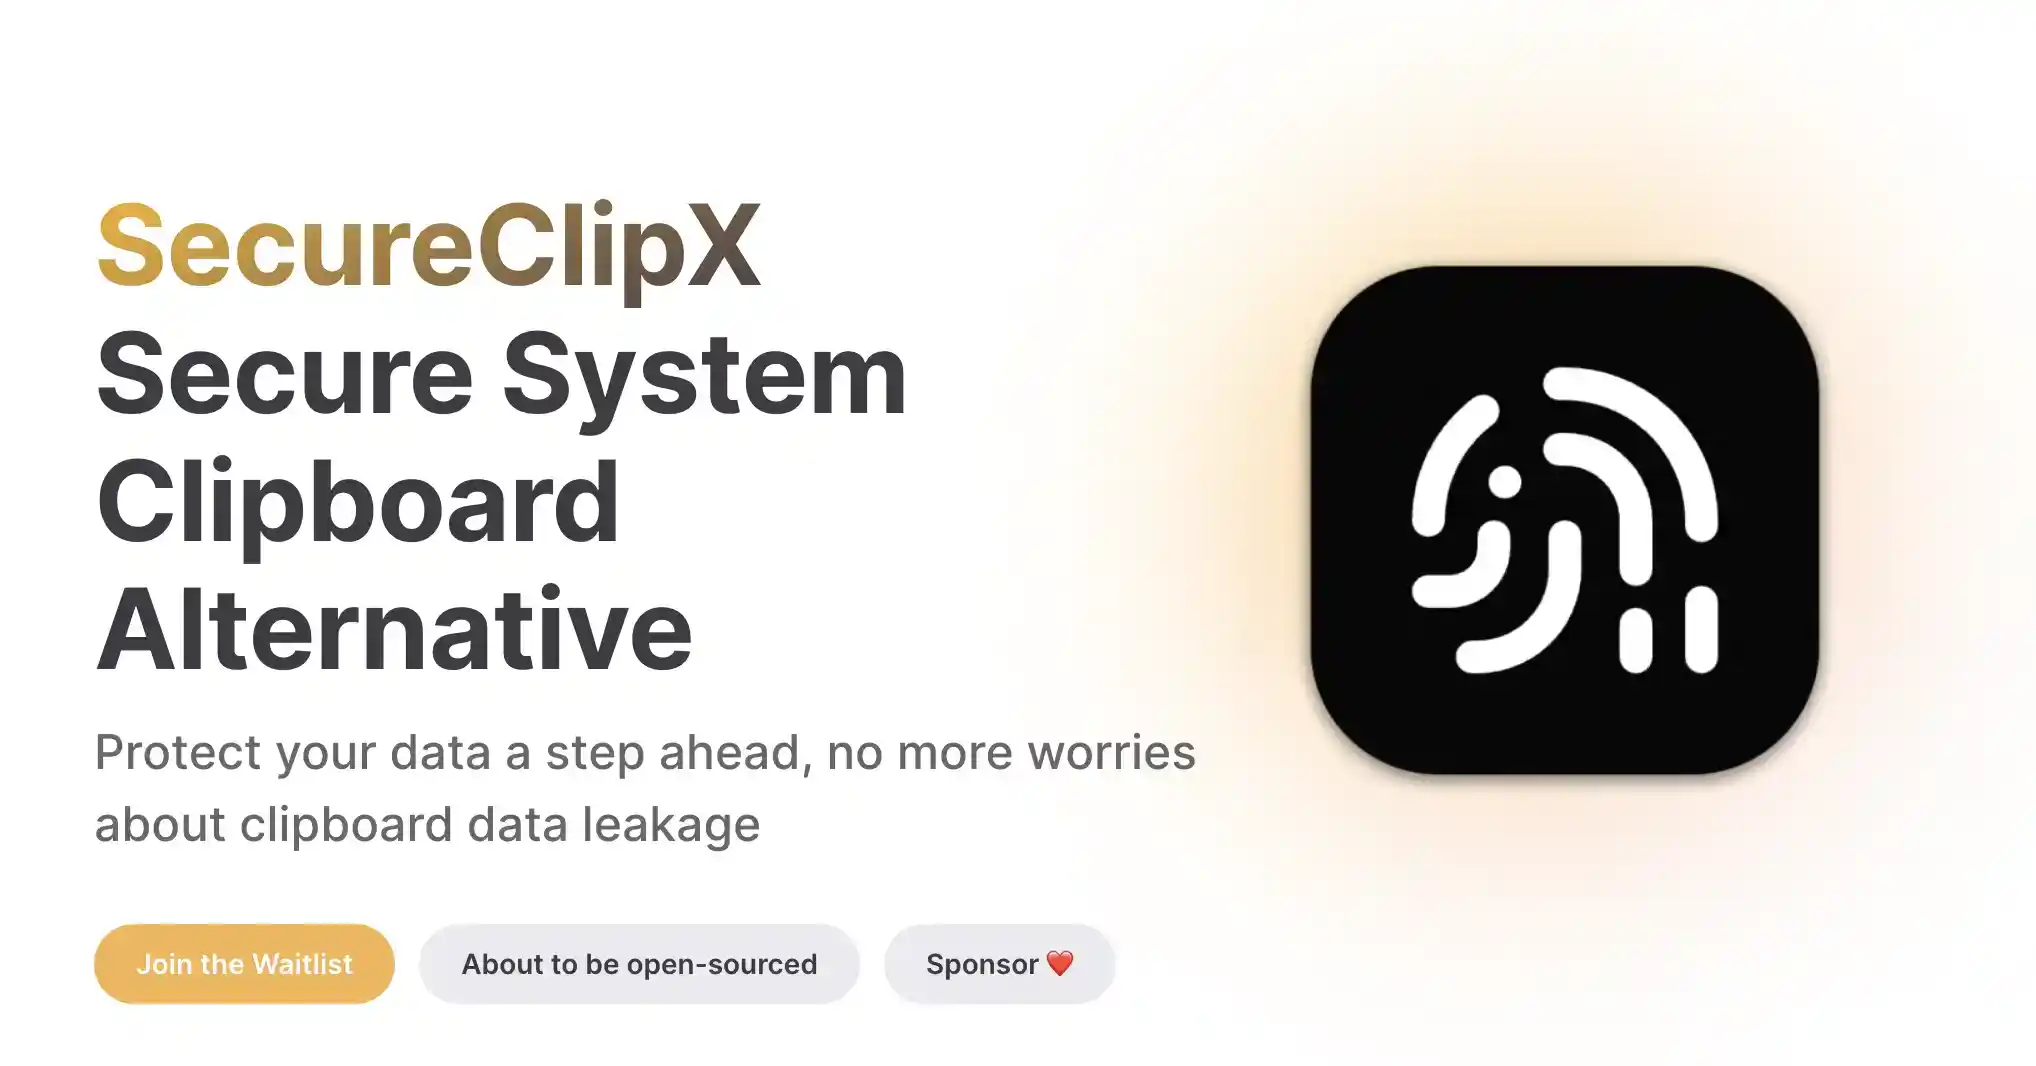 SecureClipX
Secure System
Clipboard
Alternative
Protect your data a step ahead, no more worries
about clipboard data leakage
Join the Waitlist
About to be open-sourced
Sponsor ❤️